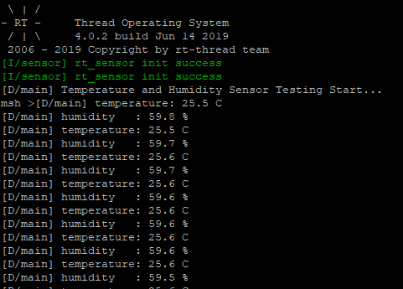 \ | /
- RT -     Thread Operating System
/ | \     4.0.2 build Jun 14 2019
2006 - 2019 Copyright by rt-thread team
[I/sensor] rt_sensor init success
[I/sensor] rt_sensor init success
[D/main] Temperature and Humidity Sensor Testing Start...
msh >[D/main] temperature: 25.5 C
[D/main] humidity   : 59.8 %
[D/main] temperature: 25.5 C
[D/main] humidity   : 59.7 %
[D/main] temperature: 25.6 C
[D/main] humidity   : 59.7 %
[D/main] temperature: 25.6 C
[D/main] humidity   : 59.6 %
[D/main] temperature: 25.6 C
[D/main] humidity   : 59.6 %
[D/main] temperature: 25.6 C
[D/main] humidity   : 59.6 %
[D/main] temperature: 25.6 C
[D/main] humidity   : 59.5 %